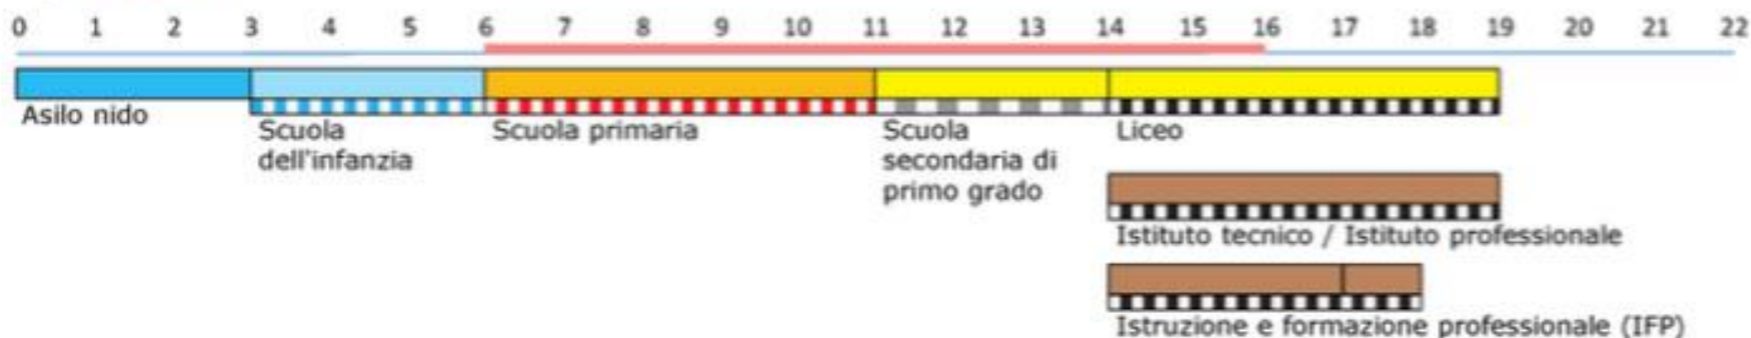 0 1 2 3 4 5 6 7 8 9 10 11 12 13 14 15 16 17 18 19 20 21 22
Asilo nido
Scuola
dell'infanzia
Scuola primaria
Scuola
secondaria di
primo grado
Liceo
Istituto tecnico / Istituto professionale
Istruzione e formazione professionale (IFP)